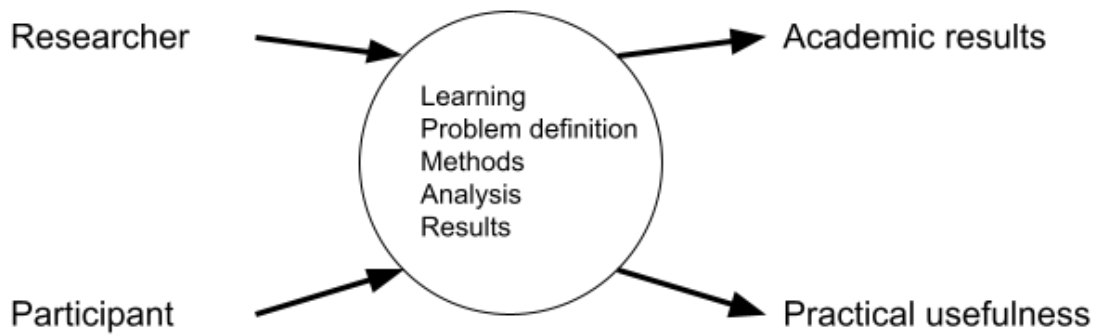 Researcher
Academic results
Learning
Problem definition
Methods
Analysis
Results
Participant
Practical usefulness